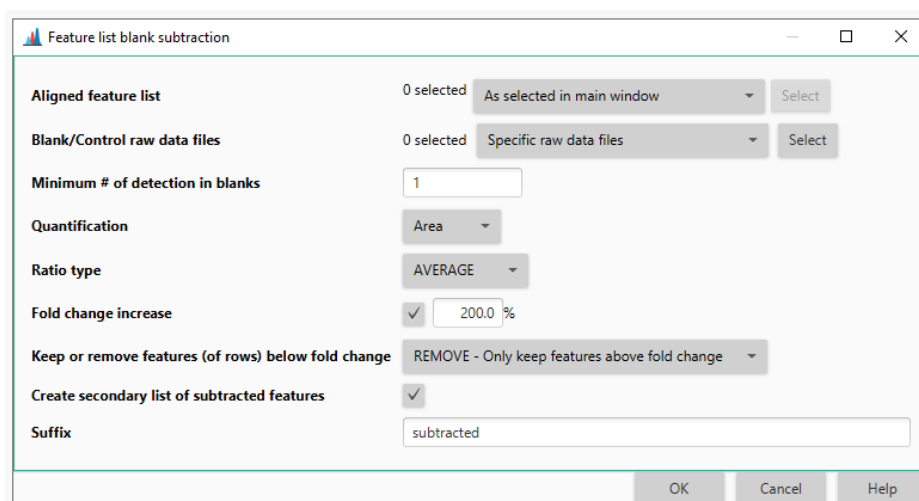 Feature list blank subtraction
Aligned feature list 0 selected As selected in main window Select
Blank/Control raw data files 0 selected Specific raw data files Select
Minimum # of detection in blanks 1
Quantification Area
Ratio type AVERAGE
Fold change increase 200.0 %
Keep or remove features (of rows) below fold change REMOVE - Only keep features above fold change
Create secondary list of subtracted features
Suffix subtracted
OK Cancel Help